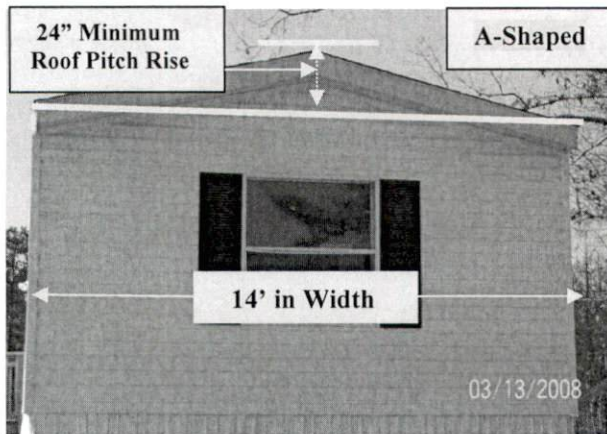 24” Minimum
Roof Pitch Rise
A-Shaped
14’ in Width
03/13/2008